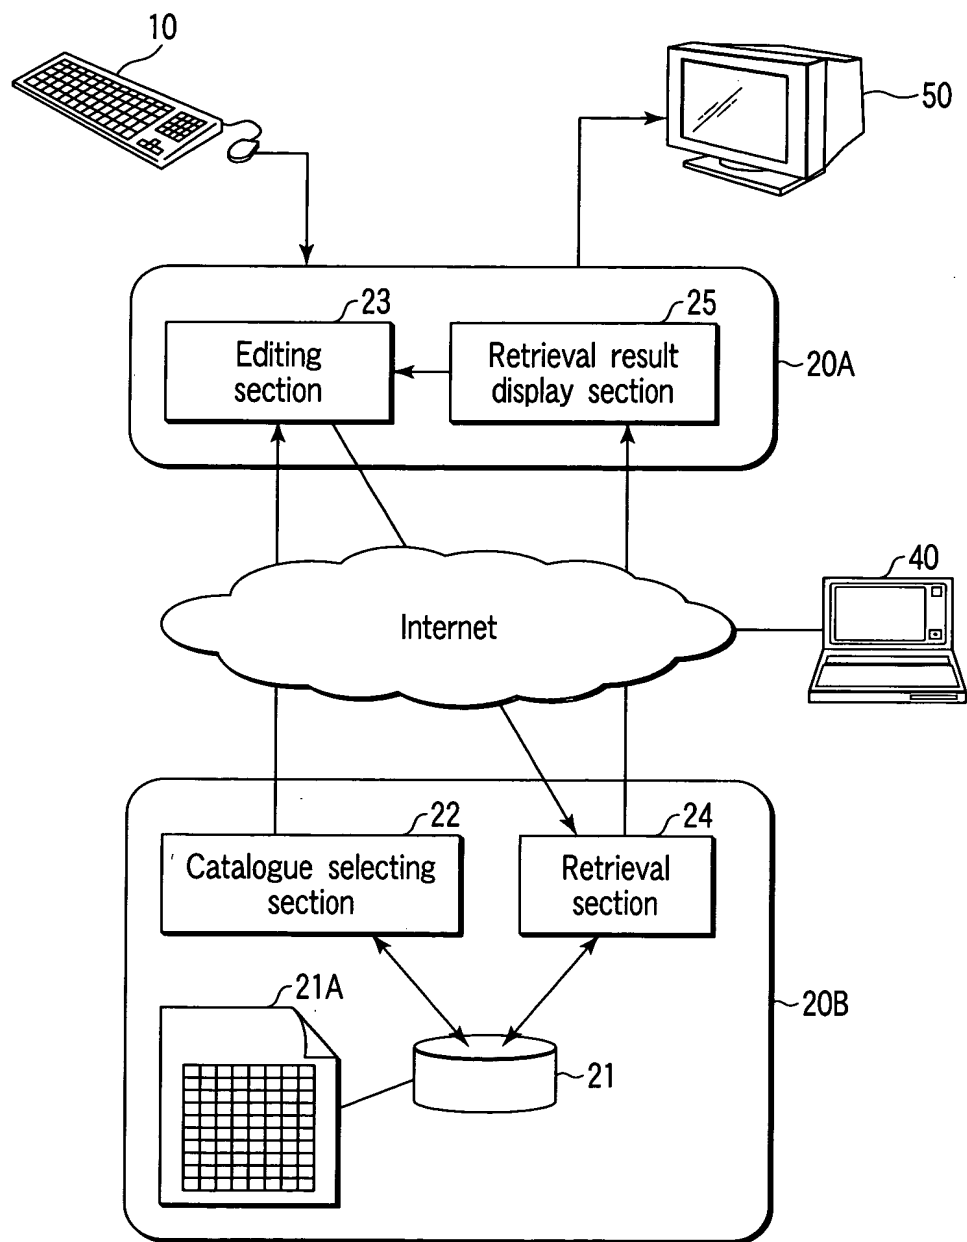 10
50
23
25
Editing
section
Retrieval result
display section
20A
40
Internet
22
24
Catalogue selecting
section
Retrieval
section
21A
20B
21